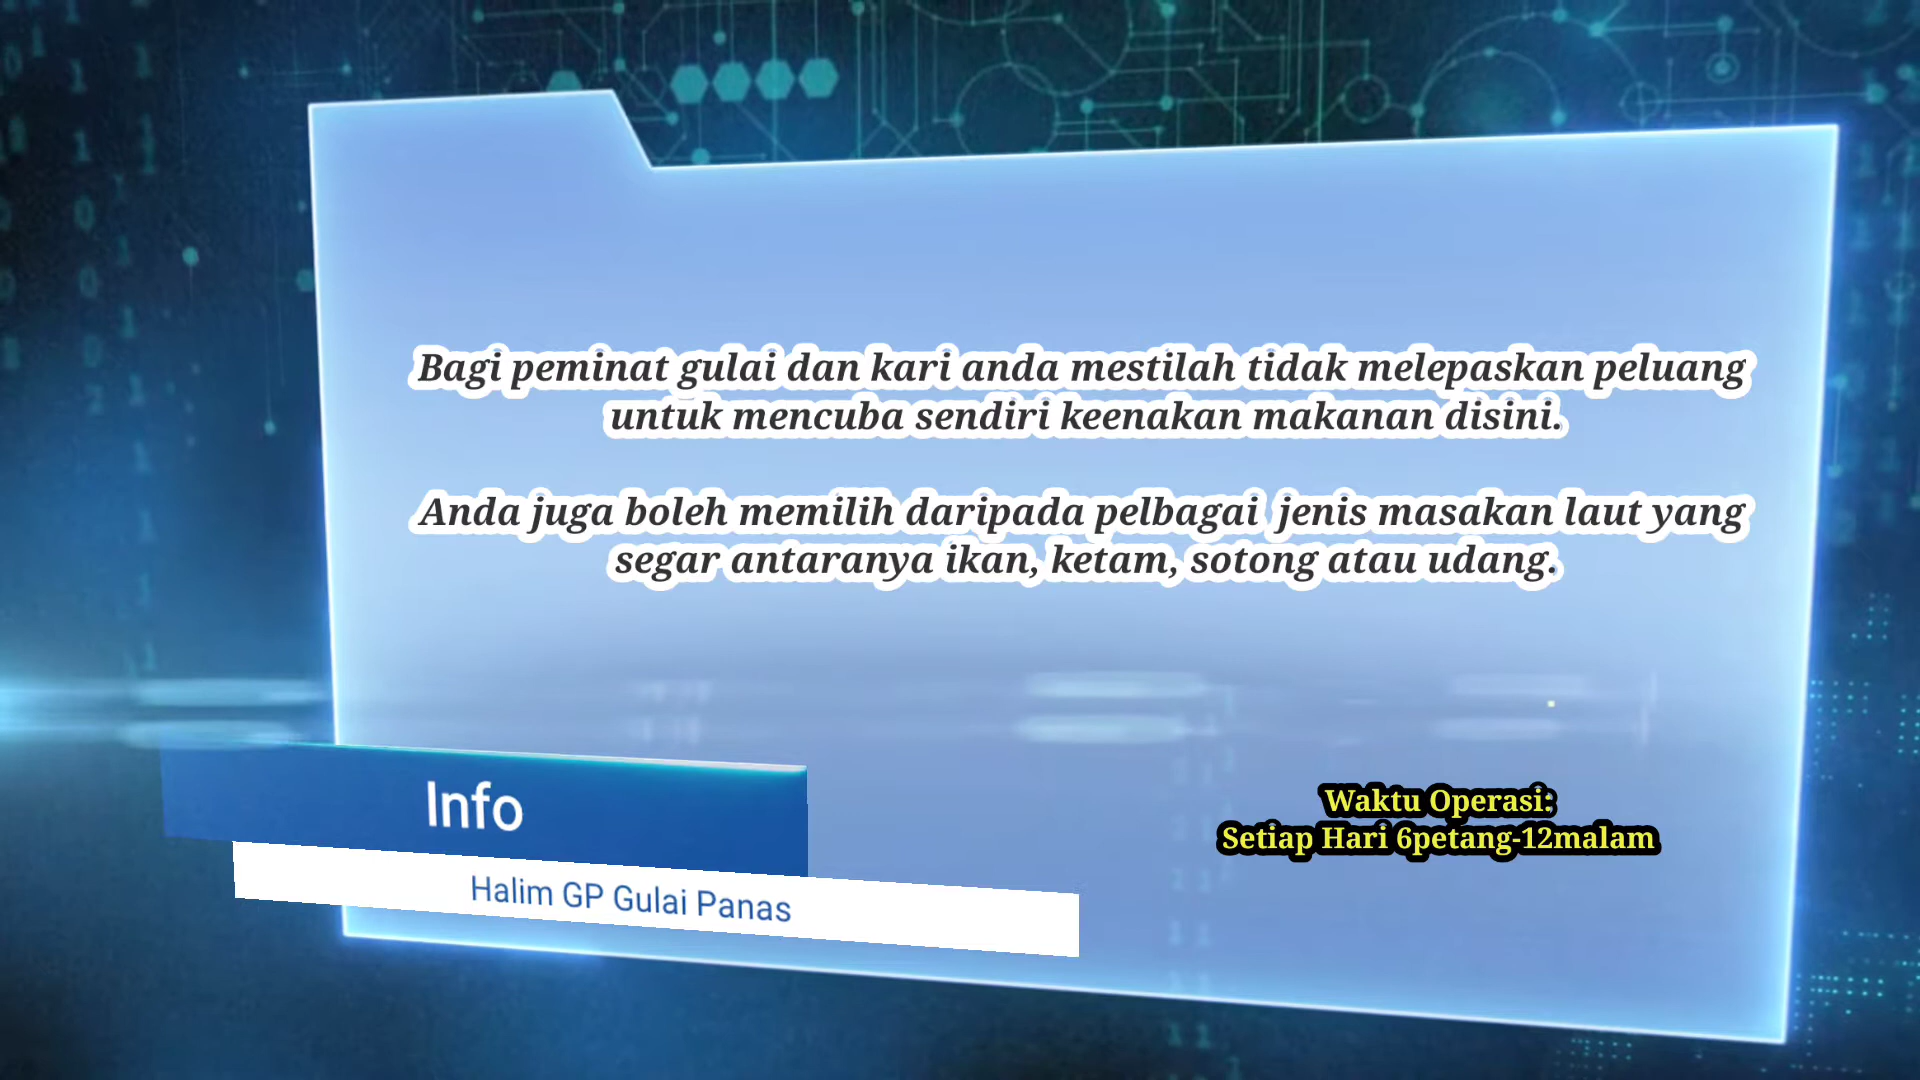 Bagi peminat gulai dan kari anda mestilah tidak melepaskan peluang
untuk mencuba sendiri keenakan makanan disini.
Anda juga boleh memilih daripada pelbagai  jenis masakan laut yang
segar antaranya ikan, ketam, sotong atau udang.
Info
Halim GP Gulai Panas
Waktu Operasi:
Setiap Hari 6petang-12malam